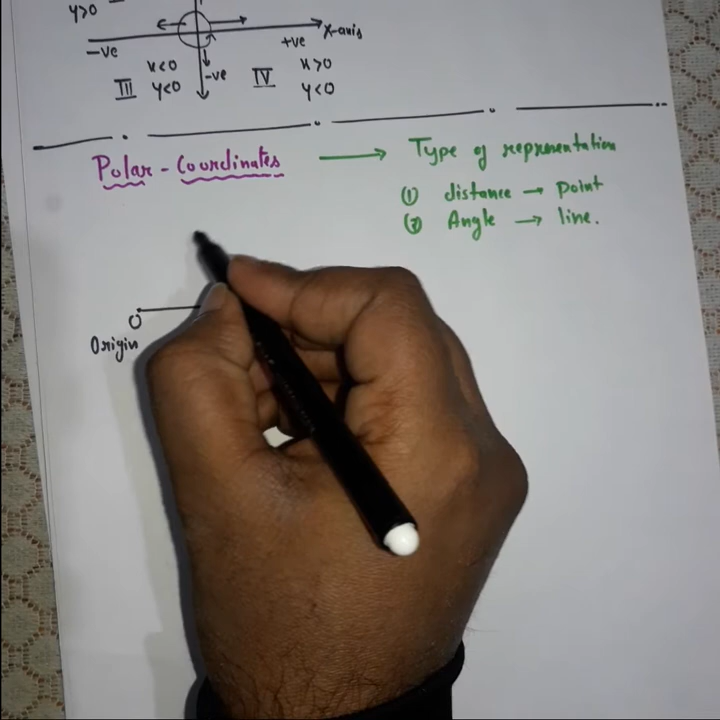 y>0
X-axis
-ve
+ve
x<0
-ve
x>0
III
y<0
IV
y<0
Polar - Coordinates → Type of reprmentation
(1) distance → point
(2) Angle → line.
O
Origin